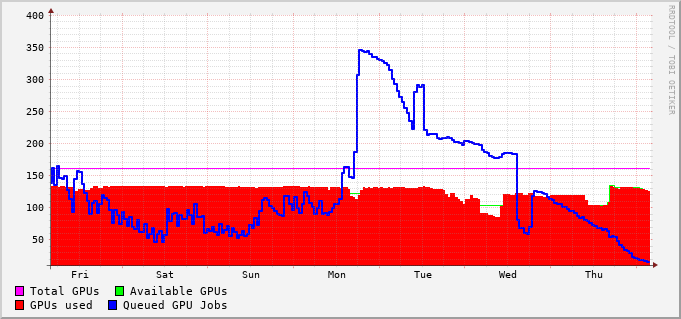 400
350
300
250
200
150
100
50
Fri Sat Sun Mon Tue Wed Thu
Total GPUs Available GPUs
GPUs used Queued GPU Jobs
RRDTOOL / TOBI OETIKER